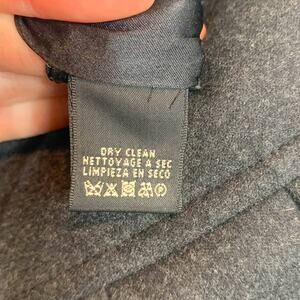 DRY CLEAN
NETTOYAGE A SEC
LIMPIEZA EN SECO